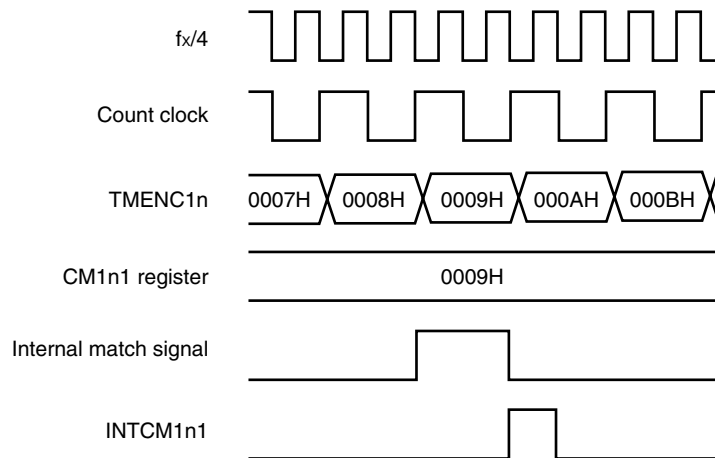 fx/4
Count clock
TMENC1n 0007H 0008H 0009H 000AH 000BH
CM1n1 register 0009H
Internal match signal
INTCM1n1